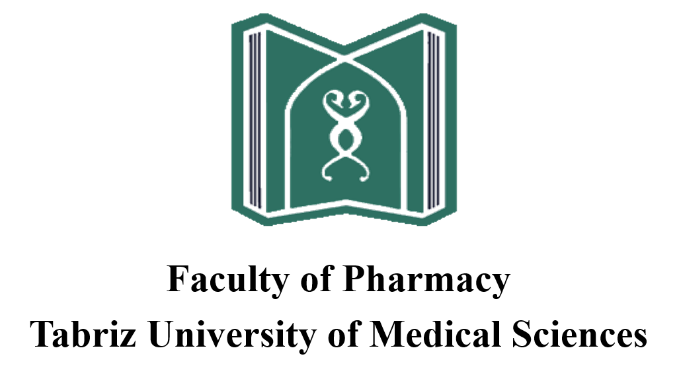 Faculty of Pharmacy
Tabriz University of Medical Sciences